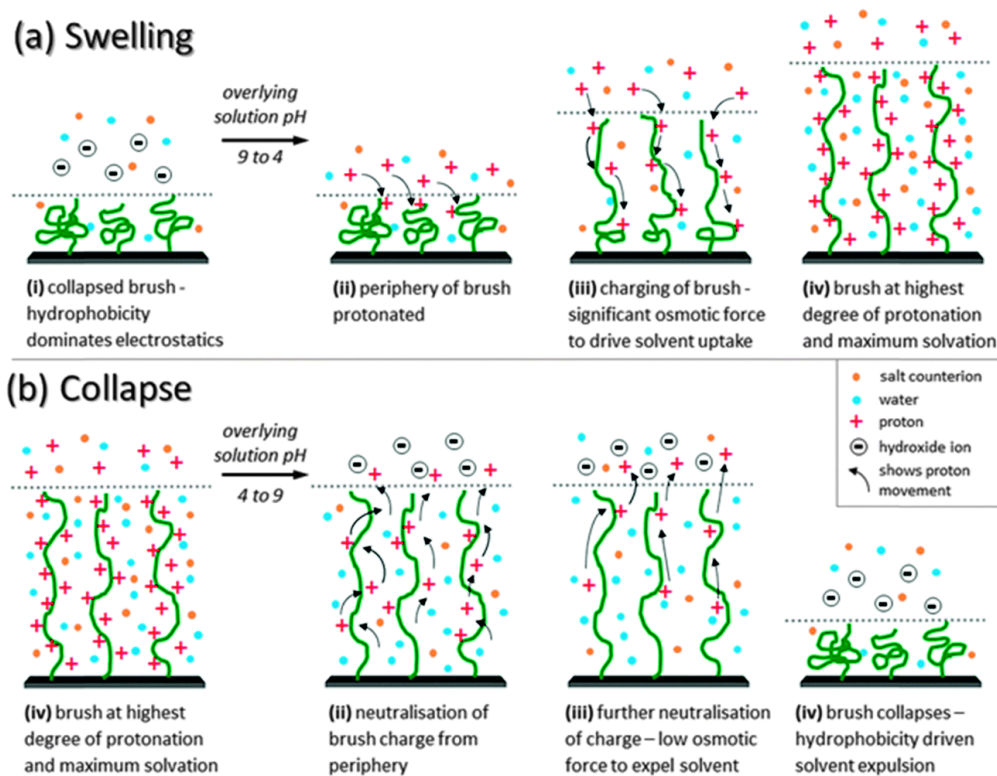 (a) Swelling
overlying
solution pH
9 to 4
(i) collapsed brush -
hydrophobicity
dominates electrostatics
(ii) periphery of brush
protonated
(iii) charging of brush -
significant osmotic force
to drive solvent uptake
(iv) brush at highest
degree of protonation
and maximum solvation
(b) Collapse
salt counterion
water
proton
hydroxide ion
shows proton
movement
overlying
solution pH
4 to 9
(iv) brush at highest
degree of protonation
and maximum solvation
(ii) neutralisation of
brush charge from
periphery
(iii) further neutralisation
of charge – low osmotic
force to expel solvent
(iv) brush collapses –
hydrophobicity driven
solvent expulsion